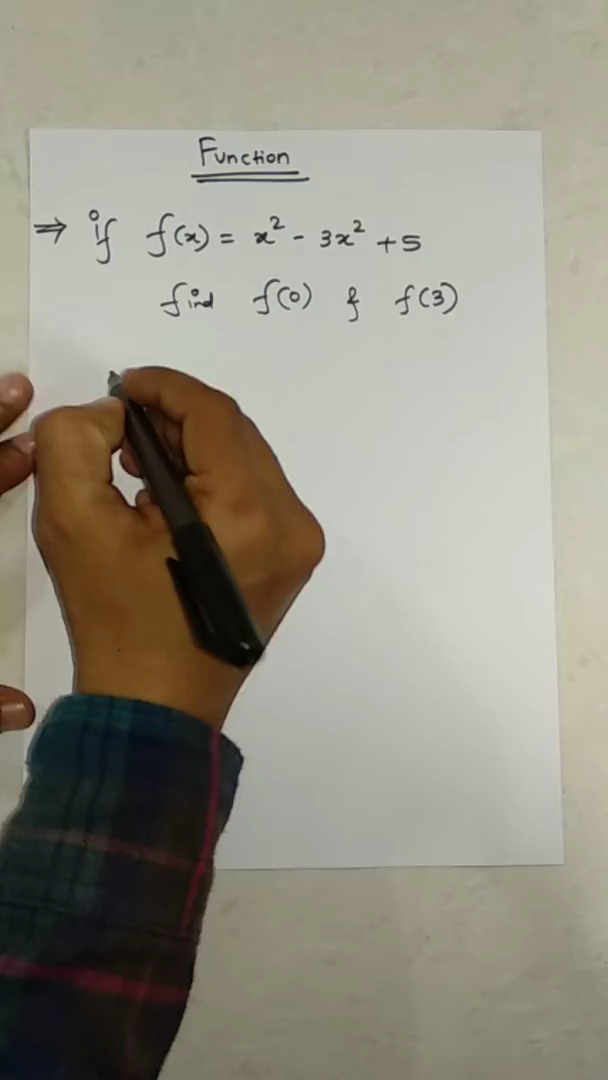 Function
⇒ if f(x) = x² - 3x² + 5
find f(0) & f(3)